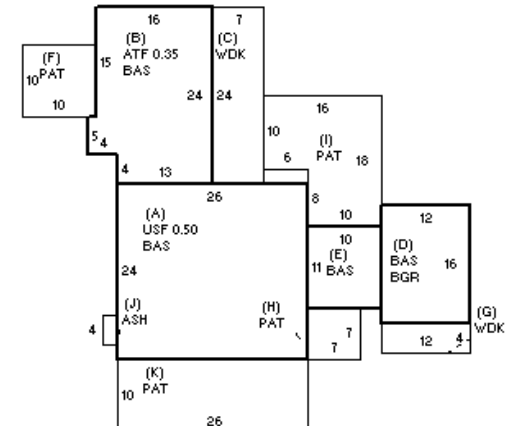 16
7
(B)
ATF 0.35
BAS
(C)
WDK
(F)
PAT
10
10
15
24
24
16
10
(I)
PAT
18
6
5
4
4
13
26
8
10
12
(A)
USF 0.50
BAS
10
(E)
BAS
11
(D)
BAS
BGR
16
24
(J)
ASH
4
(H)
PAT
7
7
(G)
WDK
12
4
(K)
PAT
10
26